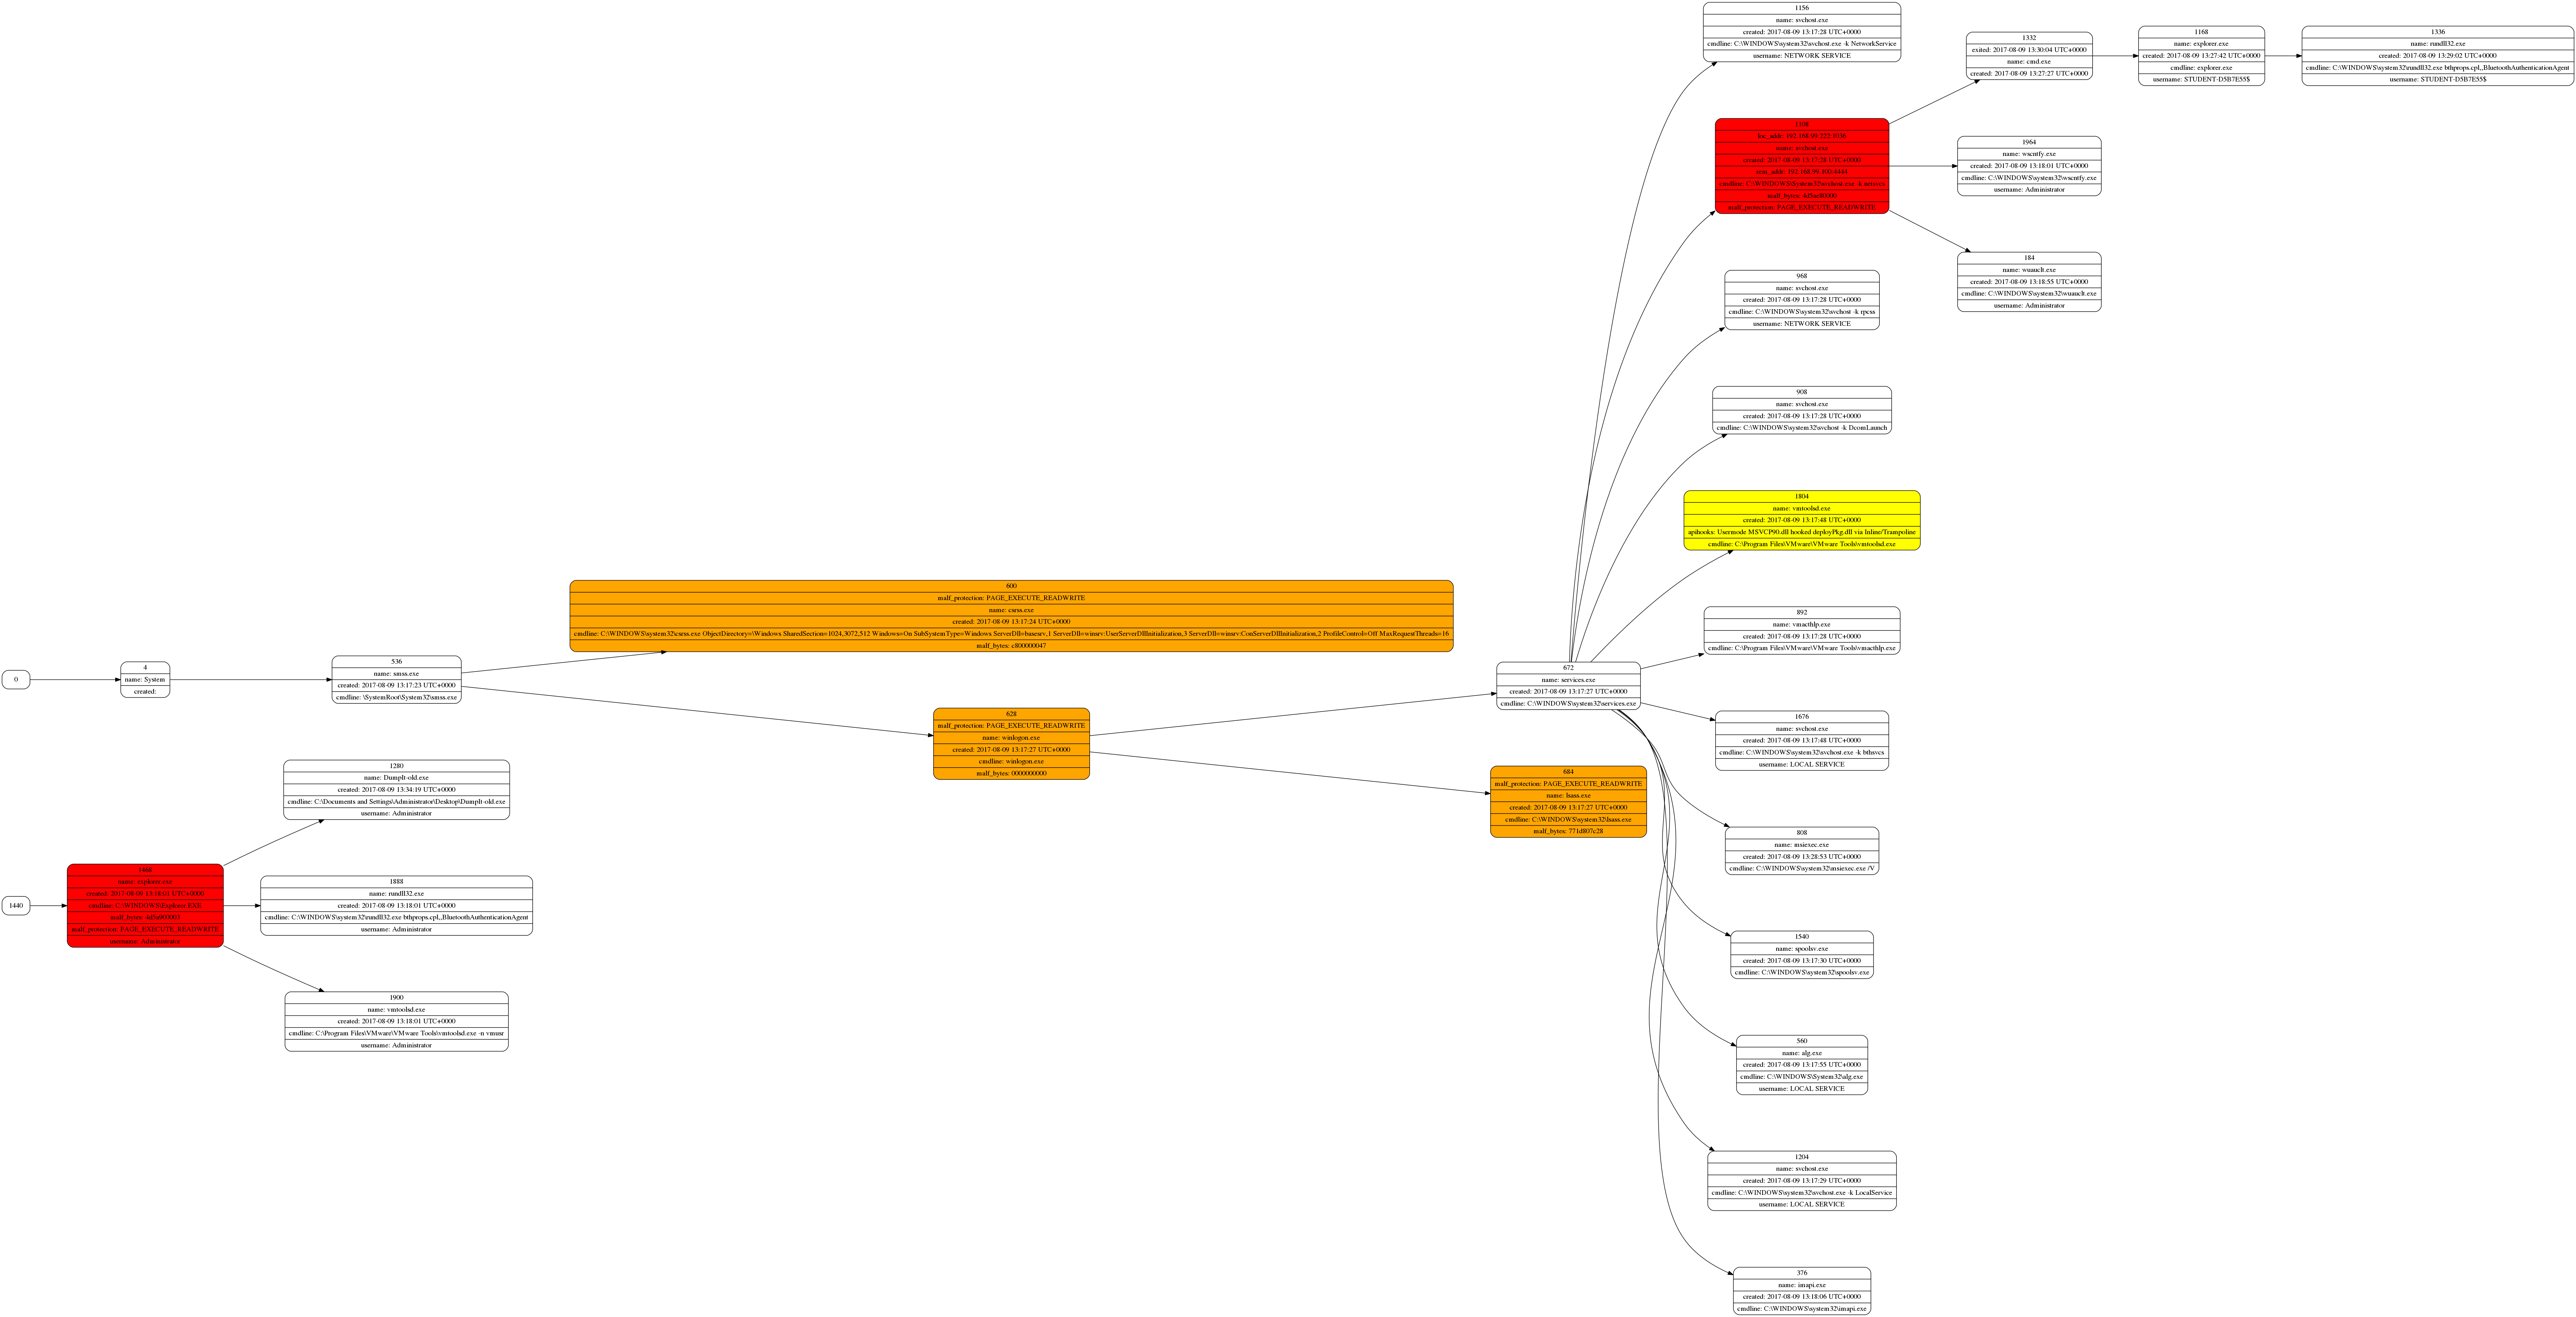 1156
name: svchost.exe
created: 2017-08-09 13:17:28 UTC+0000
cmdline: C:\WINDOWS\system32\svchost.exe -k NetworkService
username: NETWORK SERVICE
1332
exited: 2017-08-09 13:30:04 UTC+0000
name: cmd.exe
created: 2017-08-09 13:27:27 UTC+0000
1168
name: explorer.exe
created: 2017-08-09 13:27:42 UTC+0000
cmdline: explorer.exe
username: STUDENT-D5B7E55$
1336
name: rundll32.exe
created: 2017-08-09 13:29:02 UTC+0000
cmdline: C:\WINDOWS\system32\rundll32.exe bthprops.cpl,,BluetoothAuthenticationAgent
username: STUDENT-D5B7E55$
name: svchost.exe
created: 2017-08-09 13:17:28 UTC+0000
cmdline: C:\WINDOWS\System32\svchost.exe -k netsvcs
malf_protection: PAGE_EXECUTE_READWRITE
1964
name: wscntfy.exe
created: 2017-08-09 13:18:01 UTC+0000
cmdline: C:\WINDOWS\system32\wscntfy.exe
username: Administrator
184
name: wuauclt.exe
created: 2017-08-09 13:18:55 UTC+0000
cmdline: C:\WINDOWS\system32\wuauclt.exe
username: Administrator
968
name: svchost.exe
created: 2017-08-09 13:17:28 UTC+0000
cmdline: C:\WINDOWS\system32\svchost -k rpcss
username: NETWORK SERVICE
908
name: svchost.exe
created: 2017-08-09 13:17:28 UTC+0000
cmdline: C:\WINDOWS\system32\svchost -k DcomLaunch
1804
name: vmtoolsd.exe
created: 2017-08-09 13:17:48 UTC+0000
apihooks: Usermode MSVCP90.dll hooked deployPkg.dll via Inline/Trampoline
cmdline: C:\Program Files\VMware\VMware Tools\vmtoolsd.exe
600
malf_protection: PAGE_EXECUTE_READWRITE
name: csrss.exe
created: 2017-08-09 13:17:24 UTC+0000
cmdline: C:\WINDOWS\system32\csrss.exe ObjectDirectory=\Windows SharedSection=1024,3072,512 Windows=On SubSystemType=Windows ServerDll=basesrv,1 ServerDll=winsrv:UserServerDllInitialization,3 ServerDll=winsrv:ConServerDllInitialization,2 ProfileControl=Off MaxRequestThreads=16
malf_bytes: c800000047
892
name: vmacthlp.exe
created: 2017-08-09 13:17:28 UTC+0000
cmdline: C:\Program Files\VMware\VMware Tools\vmacthlp.exe
0
4
name: System
created:
536
name: smss.exe
created: 2017-08-09 13:17:23 UTC+0000
cmdline: \SystemRoot\System32\smss.exe
672
name: services.exe
created: 2017-08-09 13:17:27 UTC+0000
cmdline: C:\WINDOWS\system32\services.exe
628
malf_protection: PAGE_EXECUTE_READWRITE
name: winlogon.exe
created: 2017-08-09 13:17:27 UTC+0000
cmdline: winlogon.exe
malf_bytes: 0000000000
1676
name: svchost.exe
created: 2017-08-09 13:17:48 UTC+0000
cmdline: C:\WINDOWS\system32\svchost.exe -k bthsvcs
username: LOCAL SERVICE
684
malf_protection: PAGE_EXECUTE_READWRITE
name: lsass.exe
created: 2017-08-09 13:17:27 UTC+0000
cmdline: C:\WINDOWS\system32\lsass.exe
malf_bytes: 771d807c28
1280
name: DumpIt-old.exe
created: 2017-08-09 13:34:19 UTC+0000
cmdline: C:\Documents and Settings\Administrator\Desktop\DumpIt-old.exe
username: Administrator
808
name: msiexec.exe
created: 2017-08-09 13:28:53 UTC+0000
cmdline: C:\WINDOWS\system32\msiexec.exe /V
1440
name: explorer.exe
created: 2017-08-09 13:18:01 UTC+0000
cmdline: C:\WINDOWS\Explorer.EXE
malf_protection: PAGE_EXECUTE_READWRITE
username: Administrator
1888
name: rundll32.exe
created: 2017-08-09 13:18:01 UTC+0000
cmdline: C:\WINDOWS\system32\rundll32.exe bthprops.cpl,,BluetoothAuthenticationAgent
username: Administrator
1540
name: spoolsv.exe
created: 2017-08-09 13:17:30 UTC+0000
cmdline: C:\WINDOWS\system32\spoolsv.exe
1900
name: vmtoolsd.exe
created: 2017-08-09 13:18:01 UTC+0000
cmdline: C:\Program Files\VMware\VMware Tools\vmtoolsd.exe -n vmusr
username: Administrator
560
name: alg.exe
created: 2017-08-09 13:17:55 UTC+0000
cmdline: C:\WINDOWS\System32\alg.exe
username: LOCAL SERVICE
1204
name: svchost.exe
created: 2017-08-09 13:17:29 UTC+0000
cmdline: C:\WINDOWS\system32\svchost.exe -k LocalService
username: LOCAL SERVICE
376
name: imapi.exe
created: 2017-08-09 13:18:06 UTC+0000
cmdline: C:\WINDOWS\system32\imapi.exe